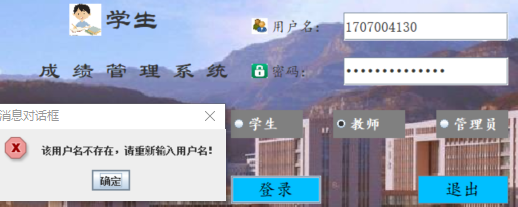 学生
成绩管理系统
用户名：
1707004130
密码：
••••••••••••••
消息对话框
该用户名不存在，请重新输入用户名!
确定
学生
教师
管理员
登录
退出